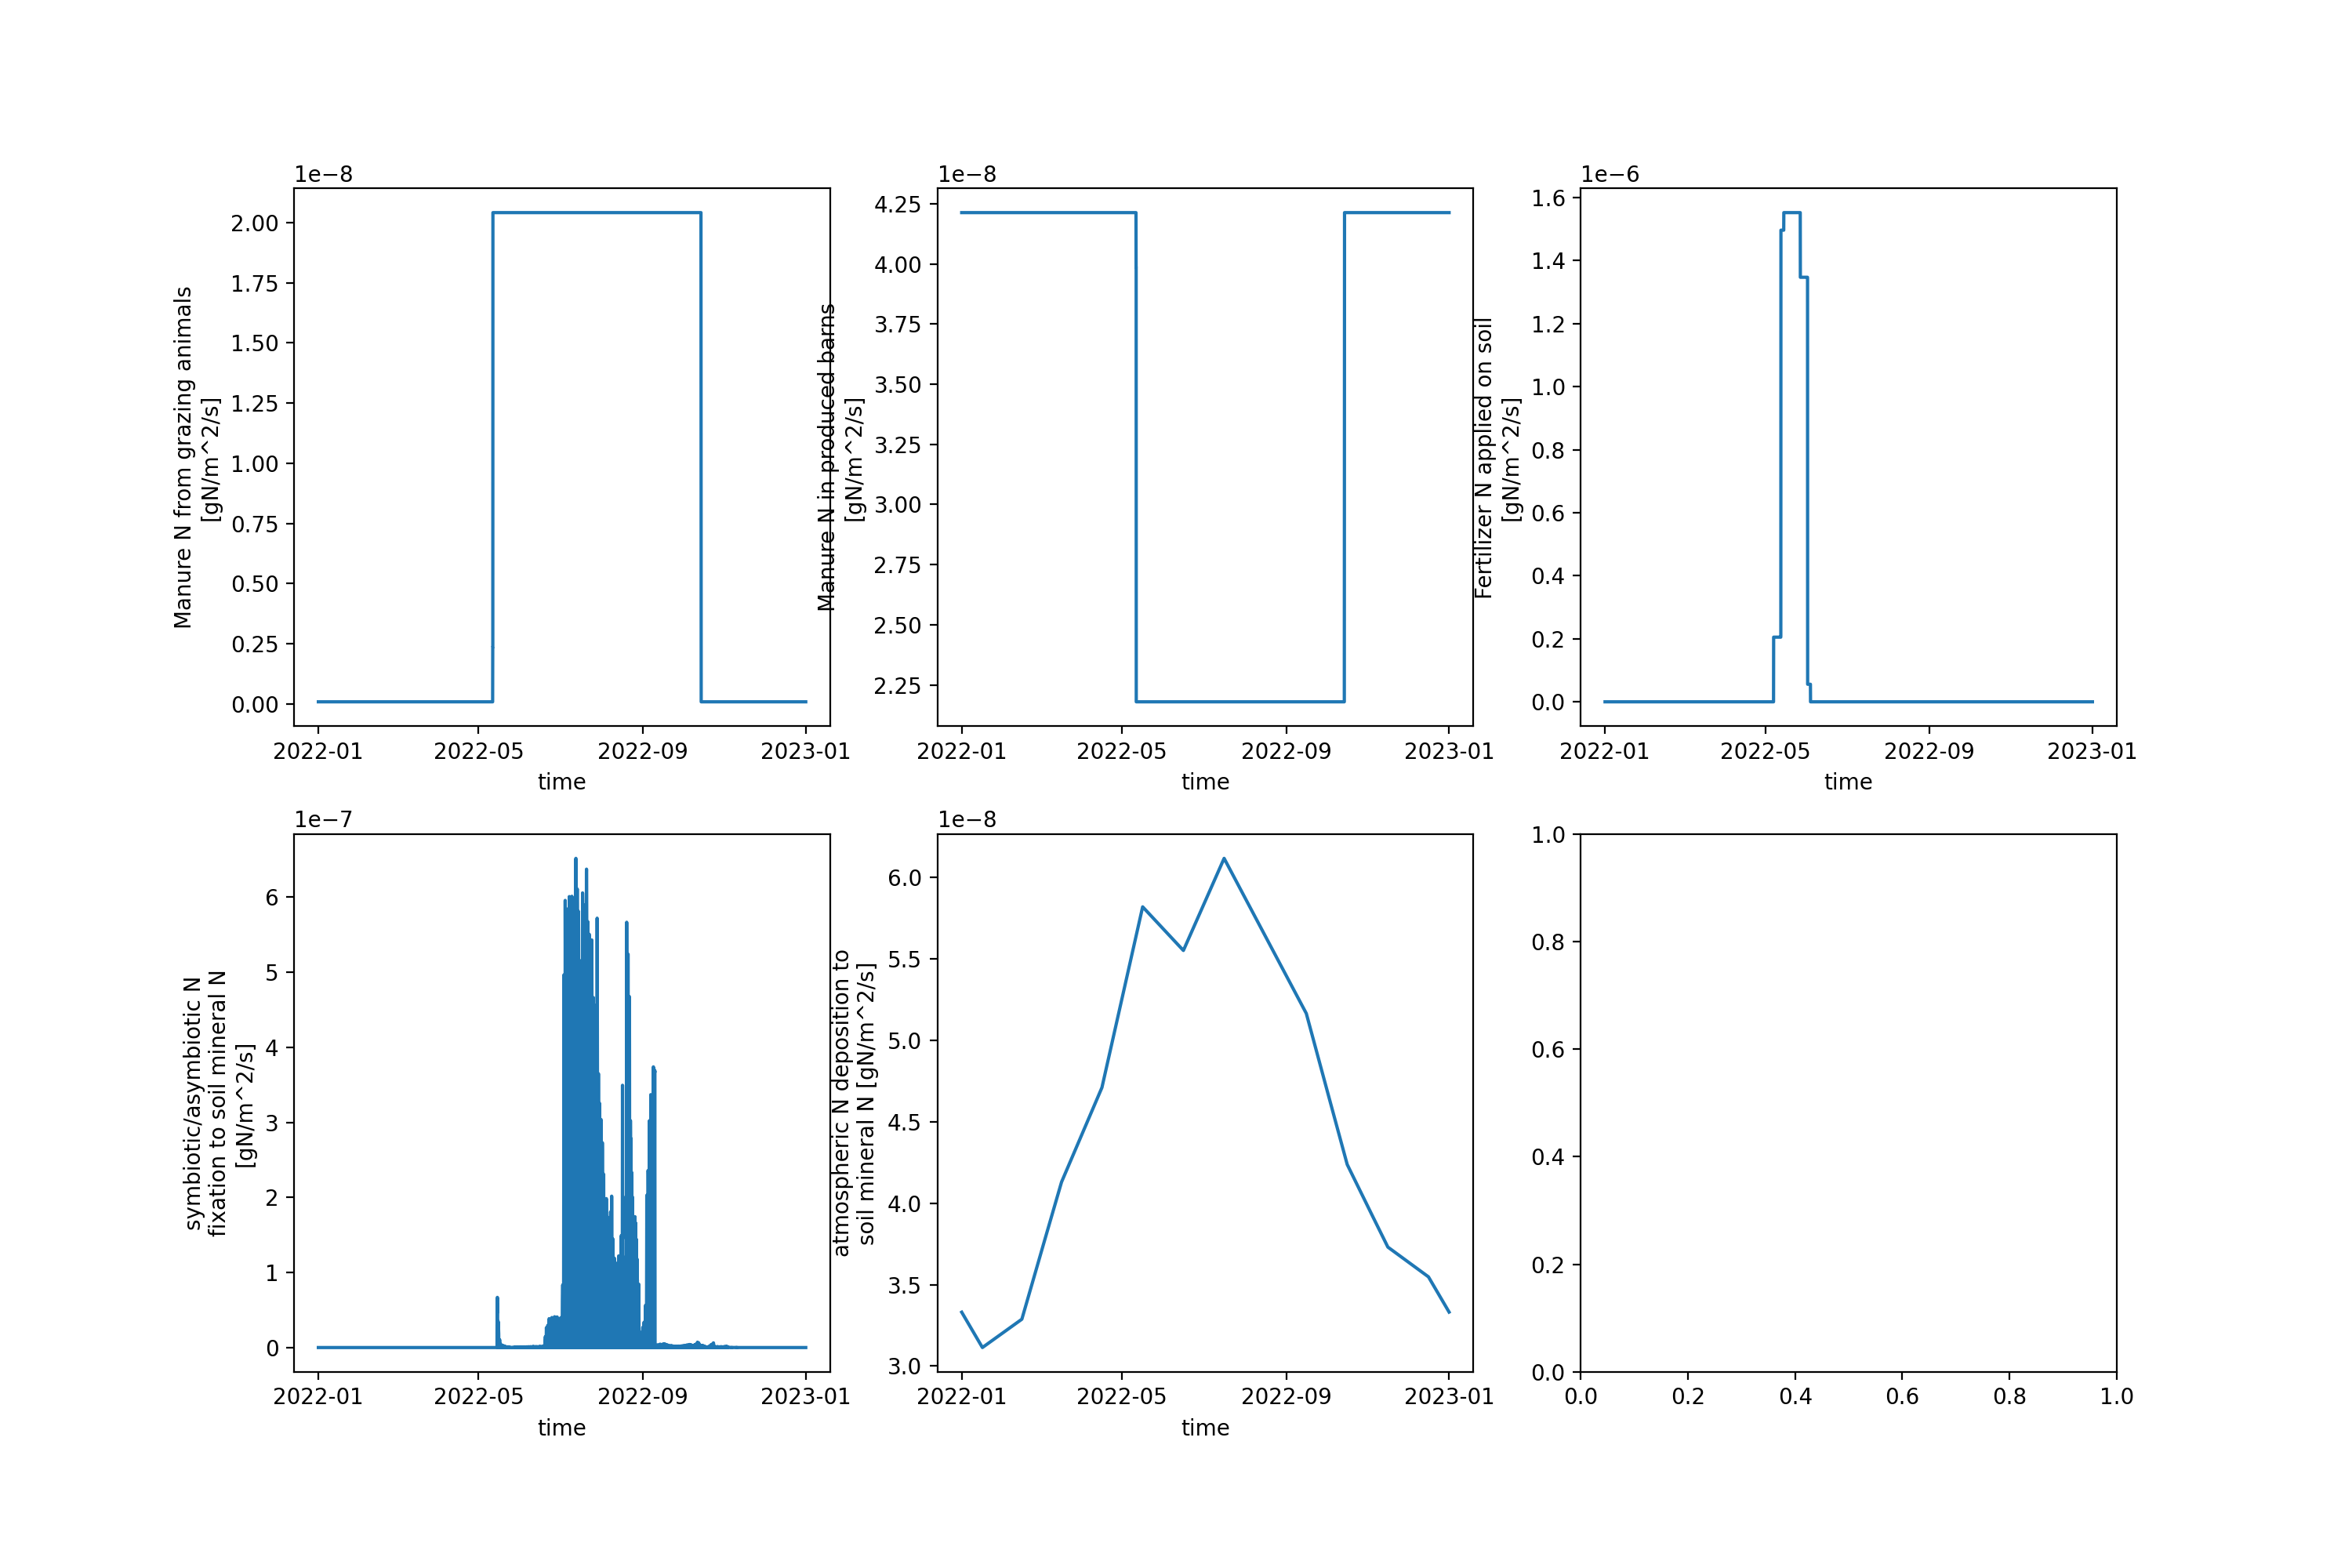 1e−8
2.00
1.75
1.50
1.25
1.00
0.75
0.50
0.25
0.00
Manure N from grazing animals
[gN/m^2/s]
2022-01 2022-05 2022-09 2023-01
time
1e−8
4.25
4.00
3.75
3.50
3.25
3.00
2.75
2.50
2.25
Manure N in produced barns
[gN/m^2/s]
2022-01 2022-05 2022-09 2023-01
time
1e−6
1.6
1.4
1.2
1.0
0.8
0.6
0.4
0.2
0.0
Fertilizer N applied on soil
[gN/m^2/s]
2022-01 2022-05 2022-09 2023-01
time
1e−7
6
5
4
3
2
1
0
symbiotic/asymbiotic N
fixation to soil mineral N
[gN/m^2/s]
2022-01 2022-05 2022-09 2023-01
time
1e−8
6.0
5.5
5.0
4.5
4.0
3.5
3.0
atmospheric N deposition to
soil mineral N [gN/m^2/s]
2022-01 2022-05 2022-09 2023-01
time
1.0
0.8
0.6
0.4
0.2
0.0
0.0 0.2 0.4 0.6 0.8 1.0